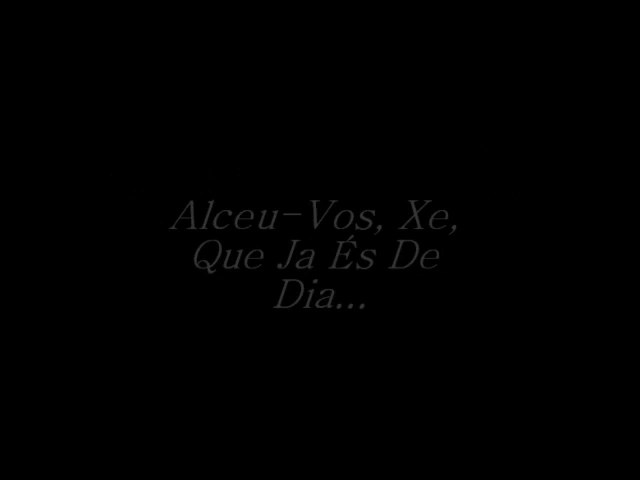 Alceu-Vos, Xe,
Que Ja És De
Dia...